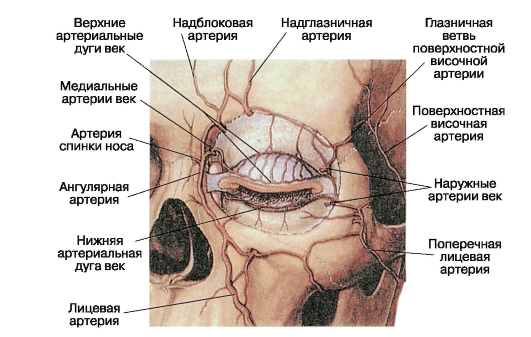 Верхние
артериальные
дуги век
Надблоковая
артерия
Надглазничная
артерия
Глазничная
ветвь
поверхностной
височной
артерии
Медиальные
артерии век
Артерия
спинки носа
Ангулярная
артерия
Нижняя
артериальная
дуга век
Лицевая
артерия
Поверхностная
височная
артерия
Наружные
артерии век
Поперечная
лицевая
артерия